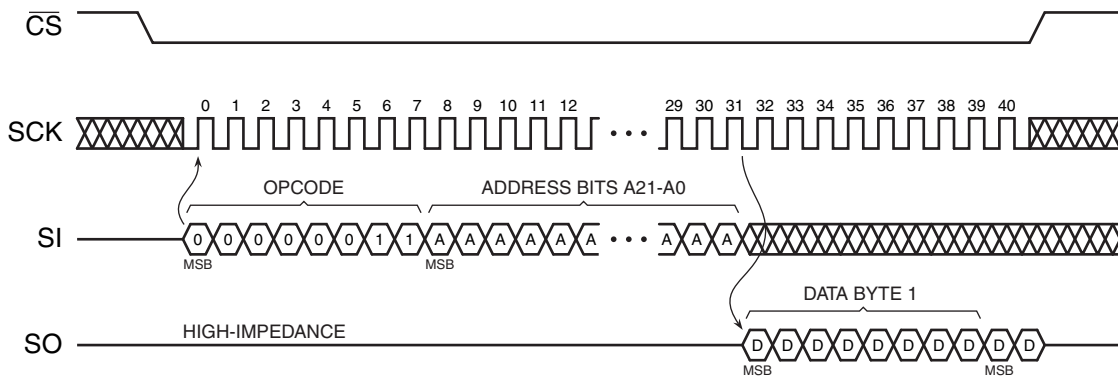 CS
SCK
0 1 2 3 4 5 6 7 8 9 10 11 12 29 30 31 32 33 34 35 36 37 38 39 40
OPCODE ADDRESS BITS A21-A0
SI
0 0 0 0 0 0 1 1 A A A A A A A A A
MSB MSB
DATA BYTE 1
SO
HIGH-IMPEDANCE
D D D D D D D D D D
MSB MSB